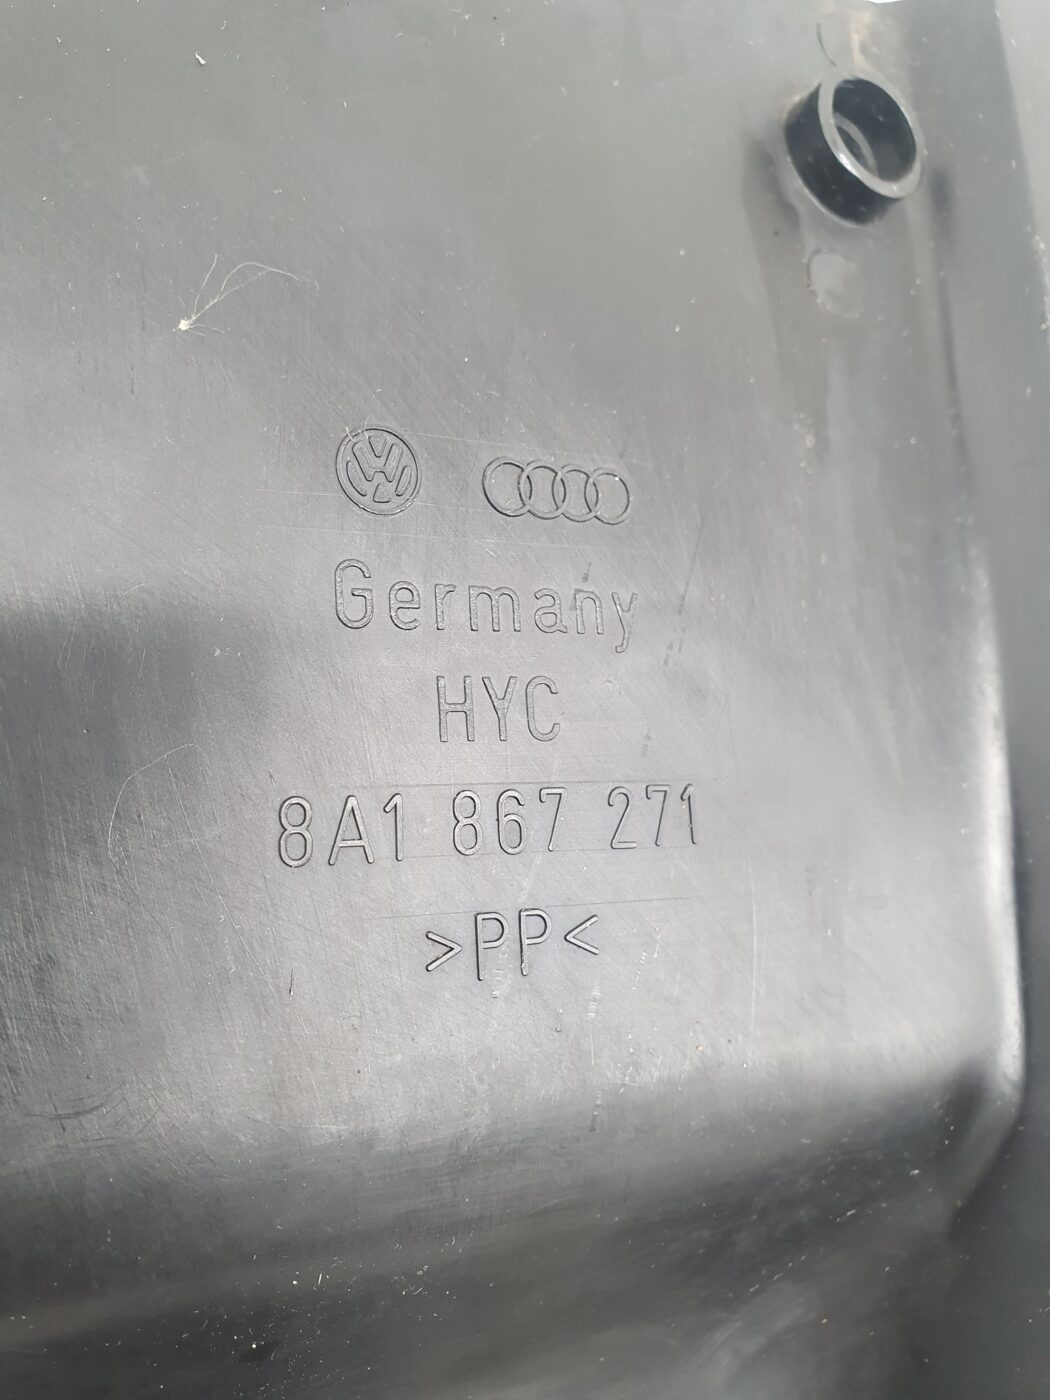 Germany
HYC
8A1 867 271
>PP<